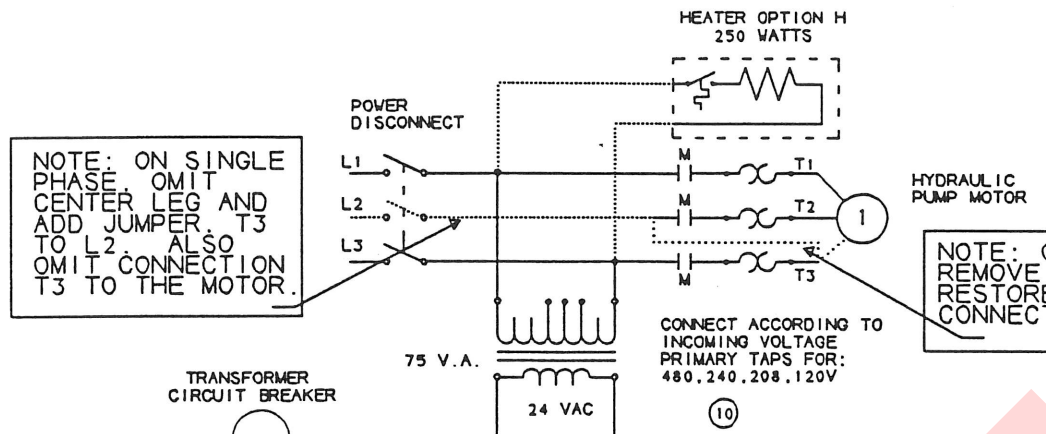 HEATER OPTION H
250 WATTS
POWER
DISCONNECT
NOTE: ON SINGLE
PHASE, OMIT
CENTER LEG AND
ADD JUMPER, T3
TO L2. ALSO
OMIT CONNECTION
T3 TO THE MOTOR.
L1
M
T1
L2
M
T2
1
HYDRAULIC
PUMP MOTOR
L3
M
T3
NOTE:
REMOVE
RESTORE
CONNECT
CONNECT ACCORDING TO
INCOMING VOLTAGE
PRIMARY TAPS FOR:
480,240,208,120V
75 V.A.
TRANSFORMER
CIRCUIT BREAKER
24 VAC
10